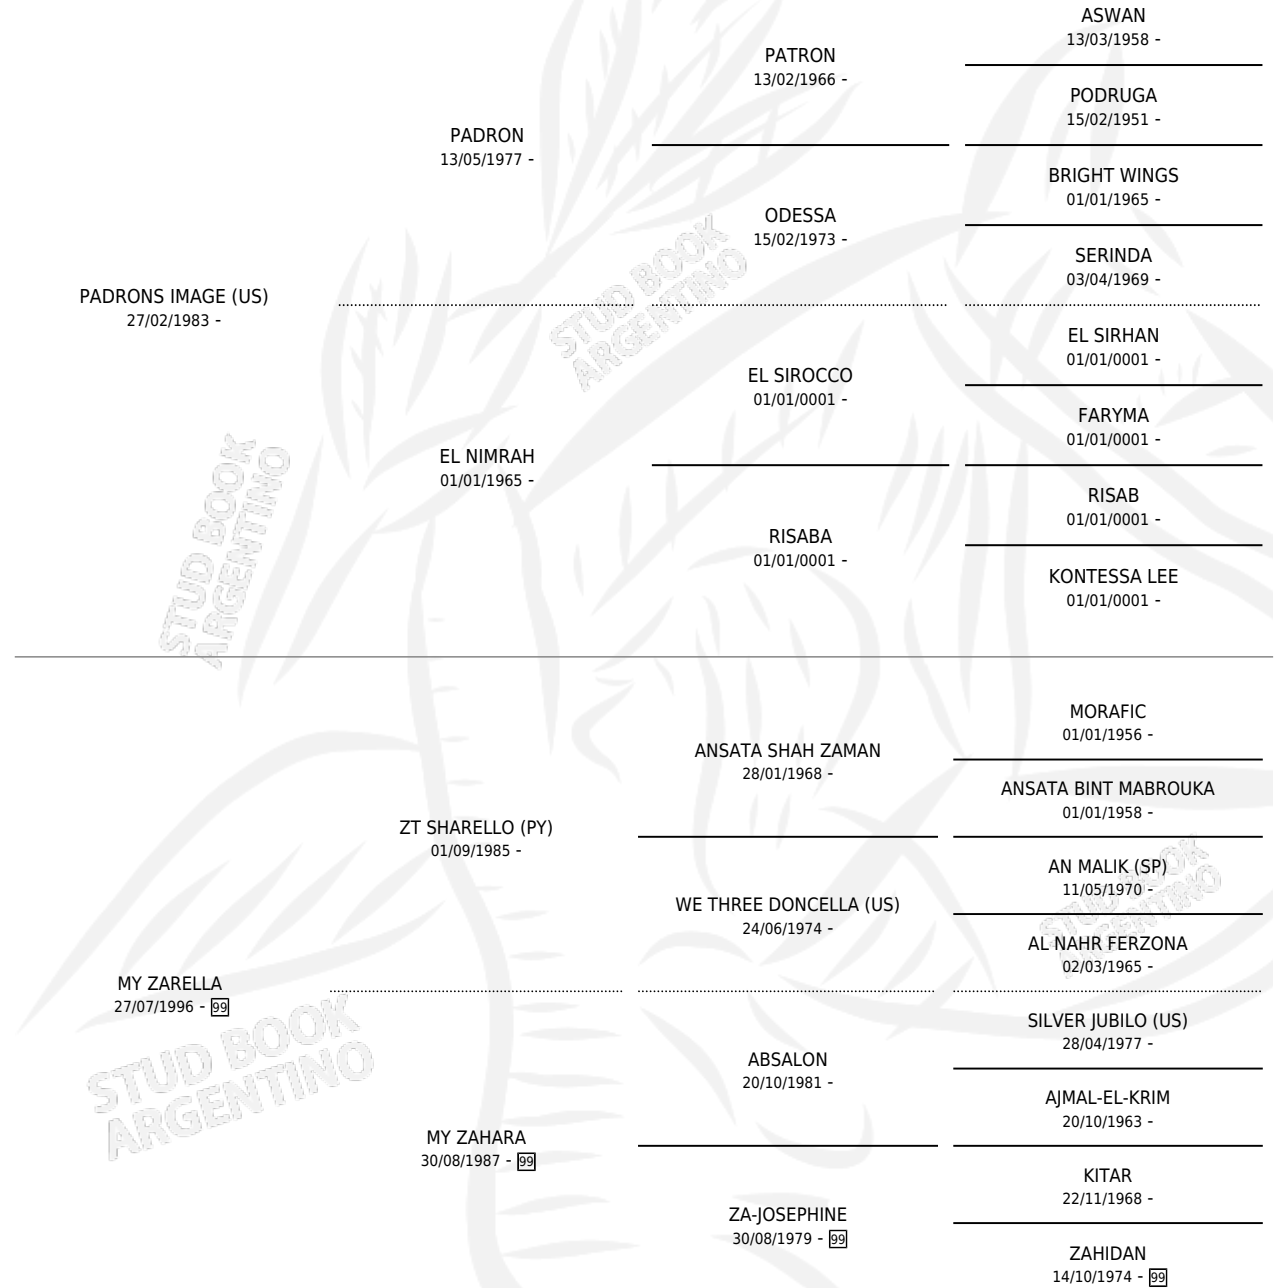 ASWAN
13/03/1958 -
PATRON
13/02/1966 -
PODRUGA
15/02/1951 -
PADRON
13/05/1977 -
BRIGHT WINGS
01/01/1965 -
ODESSA
15/02/1973 -
SERINDA
03/04/1969 -
PADRONS IMAGE (US)
27/02/1983 -
EL SIRHAN
01/01/0001 -
EL SIROCCO
01/01/0001 -
FARYMA
01/01/0001 -
EL NIMRAH
01/01/1965 -
RISAB
01/01/0001 -
RISABA
01/01/0001 -
KONTESSA LEE
01/01/0001 -
STUD BOOK
ARGENTINO
STUD BOOK
ARGENTINO
MORAFIC
01/01/1956 -
ANSATA SHAH ZAMAN
28/01/1968 -
ANSATA BINT MABROUKA
01/01/1958 -
ZT SHARELLO (PY)
01/09/1985 -
AN MALIK (SP)
11/05/1970 -
WE THREE DONCELLA (US)
24/06/1974 -
AL NAHR FERZONA
02/03/1965 -
STUD BOOK
ARGENTINO
MY ZARELLA
27/07/1996 - 99
SILVER JUBILO (US)
28/04/1977 -
ABSALON
20/10/1981 -
AJMAL-EL-KRIM
20/10/1963 -
MY ZAHARA
30/08/1987 - 99
KITAR
22/11/1968 -
ZA-JOSEPHINE
30/08/1979 - 99
ZAHIDAN
14/10/1974 - 99
STUD BOOK
ARGENTINO